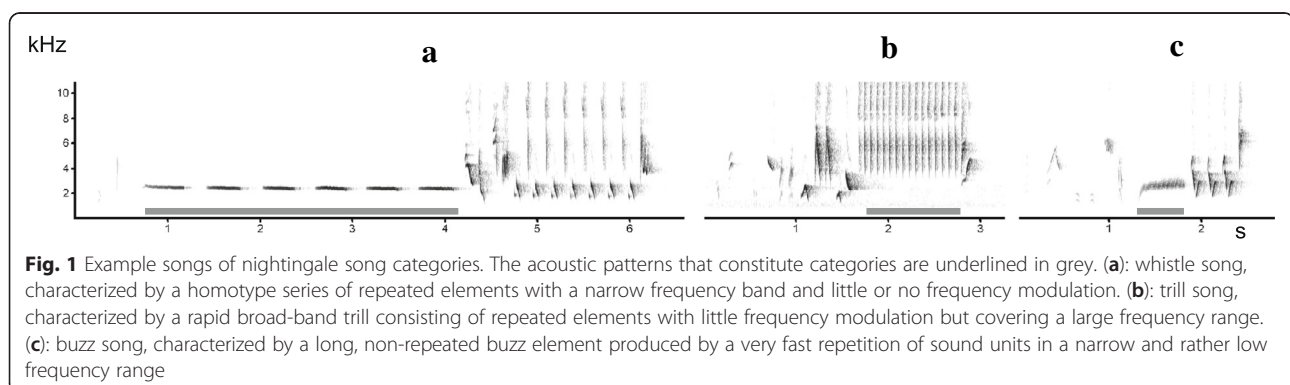 kHz
a
b
c
10
8
6
4
2
1 2 3 4 5 6
1 2 3
1 2
s
Fig. 1 Example songs of nightingale song categories. The acoustic patterns that constitute categories are underlined in grey. (a): whistle song,
characterized by a homotype series of repeated elements with a narrow frequency band and little or no frequency modulation. (b): trill song,
characterized by a rapid broad-band trill consisting of repeated elements with little frequency modulation but covering a large frequency range.
(c): buzz song, characterized by a long, non-repeated buzz element produced by a very fast repetition of sound units in a narrow and rather low
frequency range